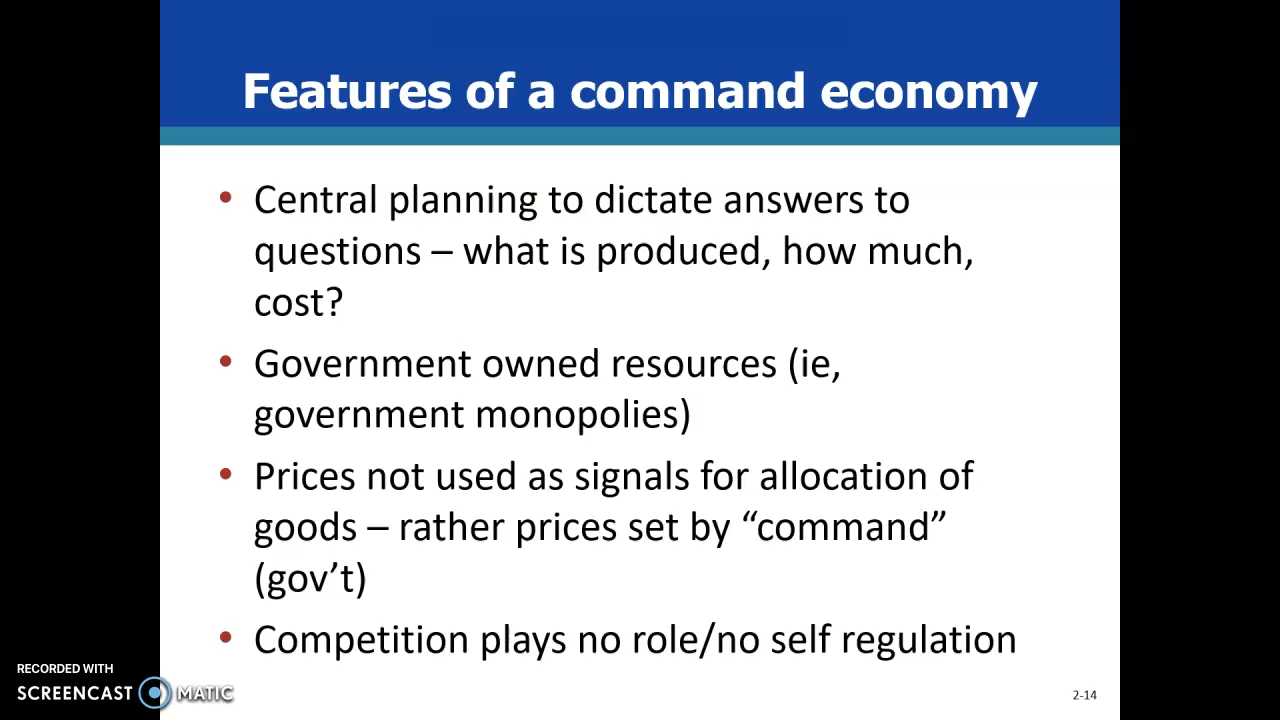 Features of a command economy
• Central planning to dictate answers to
questions – what is produced, how much,
cost?
• Government owned resources (ie,
government monopolies)
• Prices not used as signals for allocation of
goods – rather prices set by “command”
(gov’t)
• Competition plays no role/no self regulation
RECORDED WITH
SCREENCAST MATIC
2-14